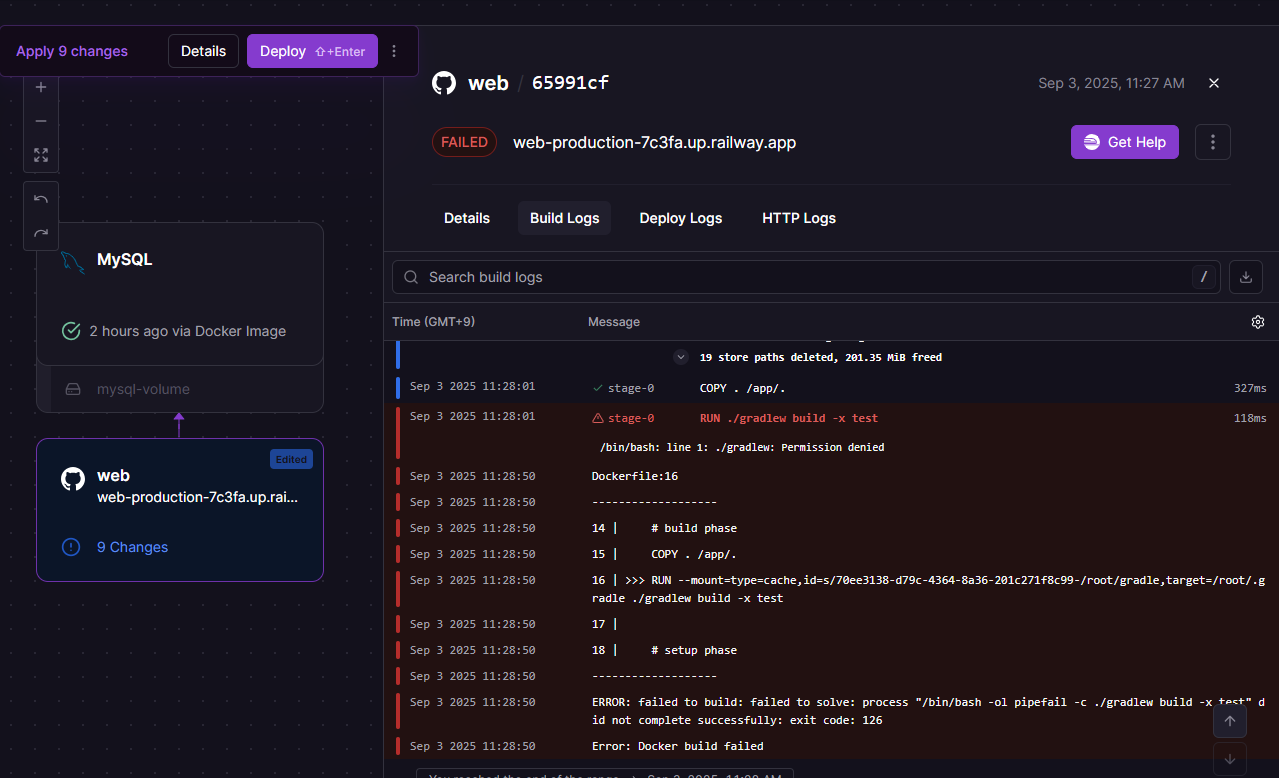 Apply 9 changes
Details
Deploy ⇧+Enter
web / 65991cf
Sep 3, 2025, 11:27 AM
FAILED
web-production-7c3fa.up.railway.app
Get Help
Details
Build Logs
Deploy Logs
HTTP Logs
Search build logs
/
Time (GMT+9) Message
MySQL
2 hours ago via Docker Image
mysql-volume
Edited
web
web-production-7c3fa.up.rai...
9 Changes
19 store paths deleted, 201.35 MiB freed
Sep 3 2025 11:28:01 stage-0 COPY . /app/. 327ms
Sep 3 2025 11:28:01 stage-0 RUN ./gradlew build -x test 118ms
/bin/bash: line 1: ./gradlew: Permission denied
Sep 3 2025 11:28:50 Dockerfile:16
Sep 3 2025 11:28:50 -------------------
Sep 3 2025 11:28:50 14 | # build phase
Sep 3 2025 11:28:50 15 | COPY . /app/.
Sep 3 2025 11:28:50 16 | >>> RUN --mount=type=cache,id=s/70ee3138-d79c-4364-8a36-201c271f8c99-/root/gradle,target=/root/.g
radle ./gradlew build -x test
Sep 3 2025 11:28:50 17 |
Sep 3 2025 11:28:50 18 | # setup phase
Sep 3 2025 11:28:50 -------------------
Sep 3 2025 11:28:50 ERROR: failed to build: failed to solve: process "/bin/bash -ol pipefail -c ./gradlew build -x test" d
id not complete successfully: exit code: 126
Sep 3 2025 11:28:50 Error: Docker build failed
You reached the end of the range